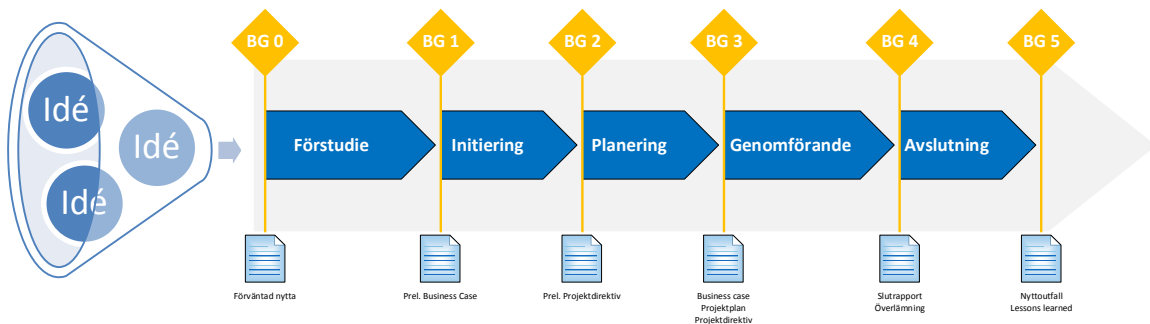 BG 0
BG 1
BG 2
BG 3
BG 4
BG 5
Idé
Idé
Idé
Förstudie
Initiering
Planering
Genomförande
Avslutning
Förväntad nytta
Prel. Business Case
Prel. Projektdirektiv
Business case
Projektplan
Projektdirektiv
Slutrapport
Överlämning
Nyttoutfall
Lessons learned